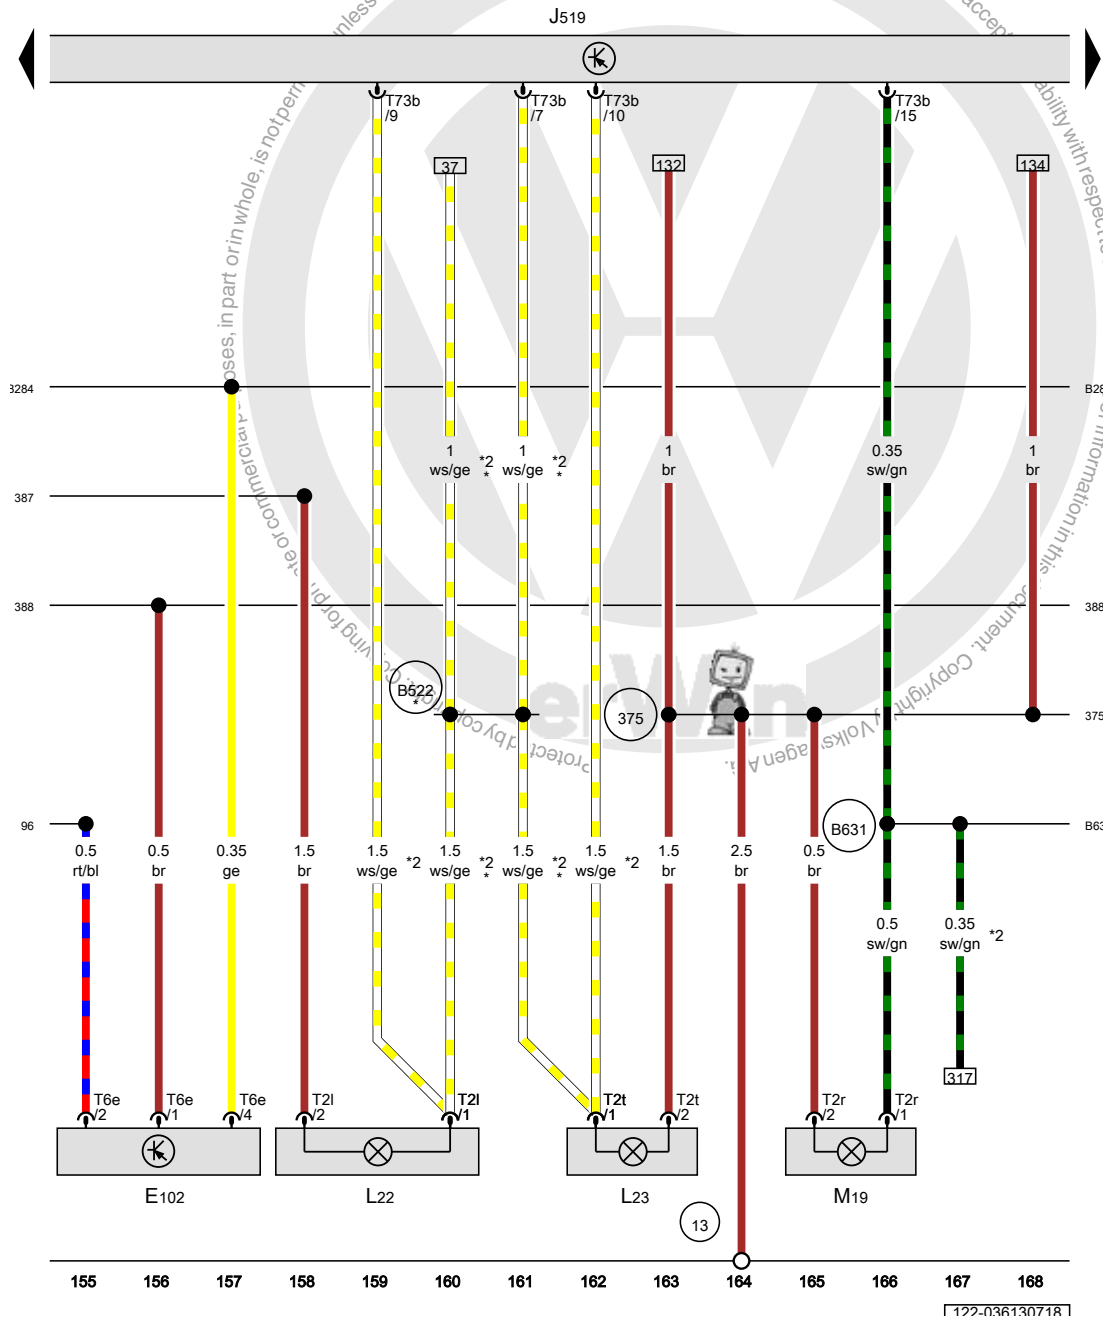 J519
T73b
/9
T73b
/7
T73b
/10
T73b
/15
37
132
134
B28
1
ws/ge
*2
*
1
ws/ge
*2
*
1
br
0.35
sw/gn
1
br
387
388
388
B522
*
375
375
96
B631
B63
0.5
rt/bl
0.5
br
0.35
ge
1.5
br
1.5
ws/ge
*2
1.5
ws/ge
*2
*
1.5
ws/ge
*2
*
1.5
ws/ge
*2
1.5
br
2.5
br
0.5
br
0.5
sw/gn
0.35
sw/gn
*2
317
T6e
/2
T6e
/1
T6e
/4
T2l
/2
T2l
/1
T2t
/1
T2t
/2
T2r
/2
T2r
/1
E102
L22
L23
M19
13
155 156 157 158 159 160 161 162 163 164 165 166 167 168
122-036130718